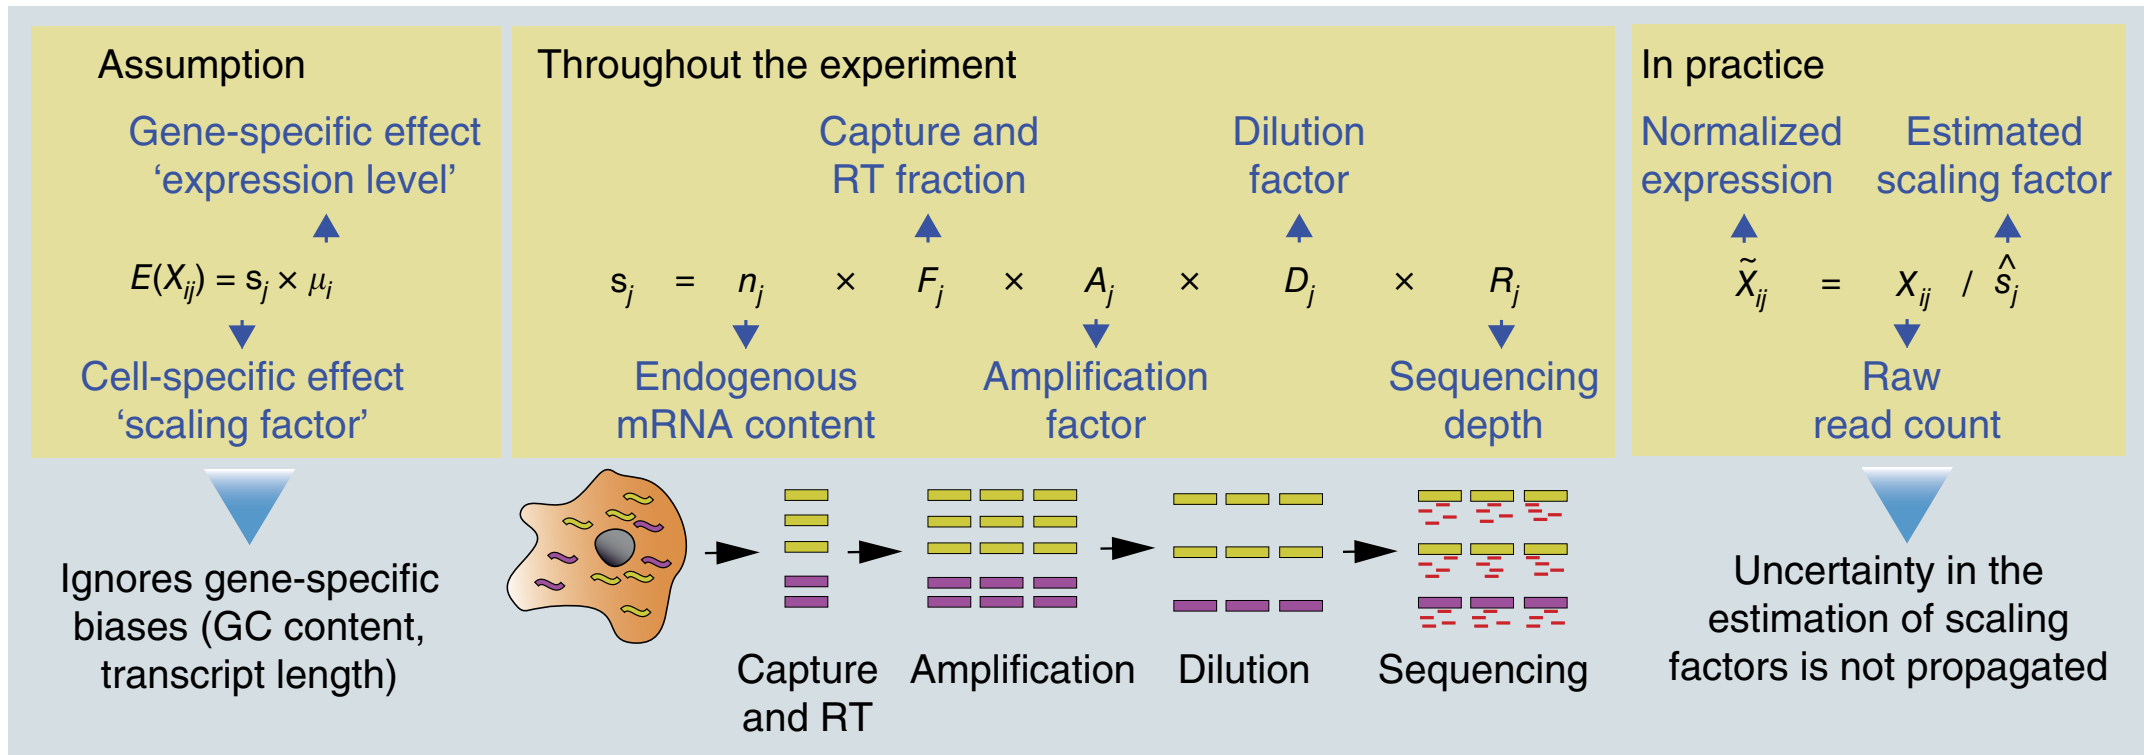 Assumption
Gene-specific effect
‘expression level’
E(Xij) = sj × μi
Cell-specific effect
‘scaling factor’
Ignores gene-specific
biases (GC content,
transcript length)
Throughout the experiment
Capture and
RT fraction
Dilution
factor
sj = nj × Fj × Aj × Dj × Rj
Endogenous
mRNA content
Amplification
factor
Sequencing
depth
Capture
and RT
Amplification
Dilution
Sequencing
In practice
Normalized
expression
Estimated
scaling factor
X̃ij = Xij / ŝj
Raw
read count
Uncertainty in the
estimation of scaling
factors is not propagated